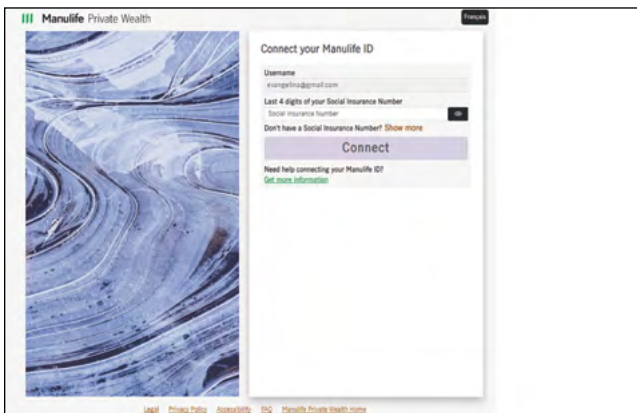 Manulife Private Wealth
Français
Connect your Manulife ID
Username
evangelina@gmail.com
Last 4 digits of your Social Insurance Number
Social Insurance Number
Don't have a Social Insurance Number? Show more
Connect
Need help connecting your Manulife ID?
Get more information
Legal Privacy Policy Accessibility FAQ Manulife Private Wealth Home